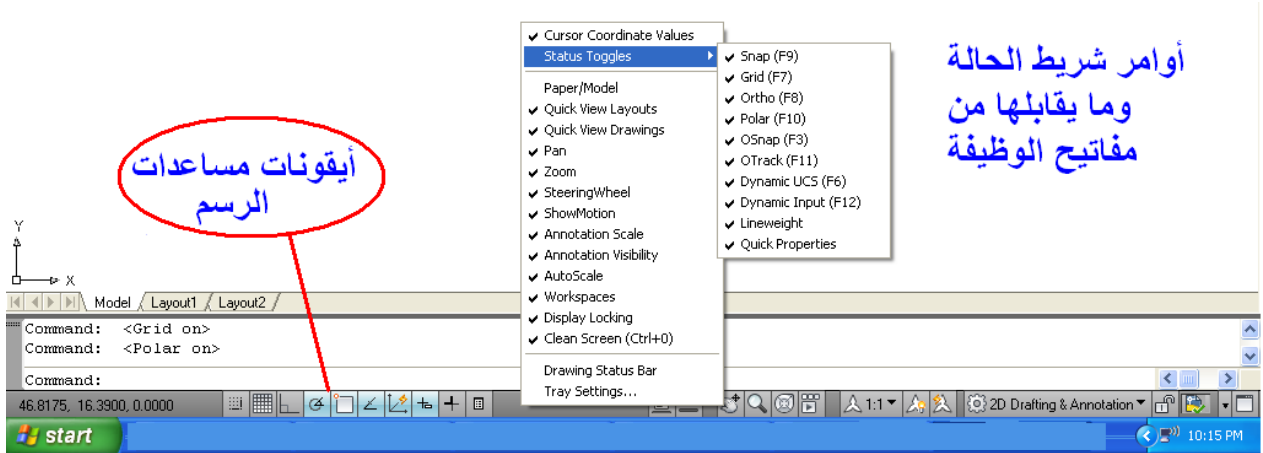 Cursor Coordinate Values
Status Toggles
Paper/Model
Quick View Layouts
Quick View Drawings
Pan
Zoom
SteeringWheel
ShowMotion
Annotation Scale
Annotation Visibility
AutoScale
Workspaces
Display Locking
Clean Screen (Ctrl+0)
Drawing Status Bar
Tray Settings...
Snap (F9)
Grid (F7)
Ortho (F8)
Polar (F10)
OSnap (F3)
OTrack (F11)
Dynamic UCS (F6)
Dynamic Input (F12)
Lineweight
Quick Properties
أوامر شريط الحالة
وما يقابلها من
مفاتيح الوظيفة
أيقونات مساعدات
الرسم
Y
X
Model Layout1 Layout2
Command: <Grid on>
Command: <Polar on>
Command:
46.8175, 16.3900, 0.0000
1:1
2D Drafting & Annotation
start
10:15 PM